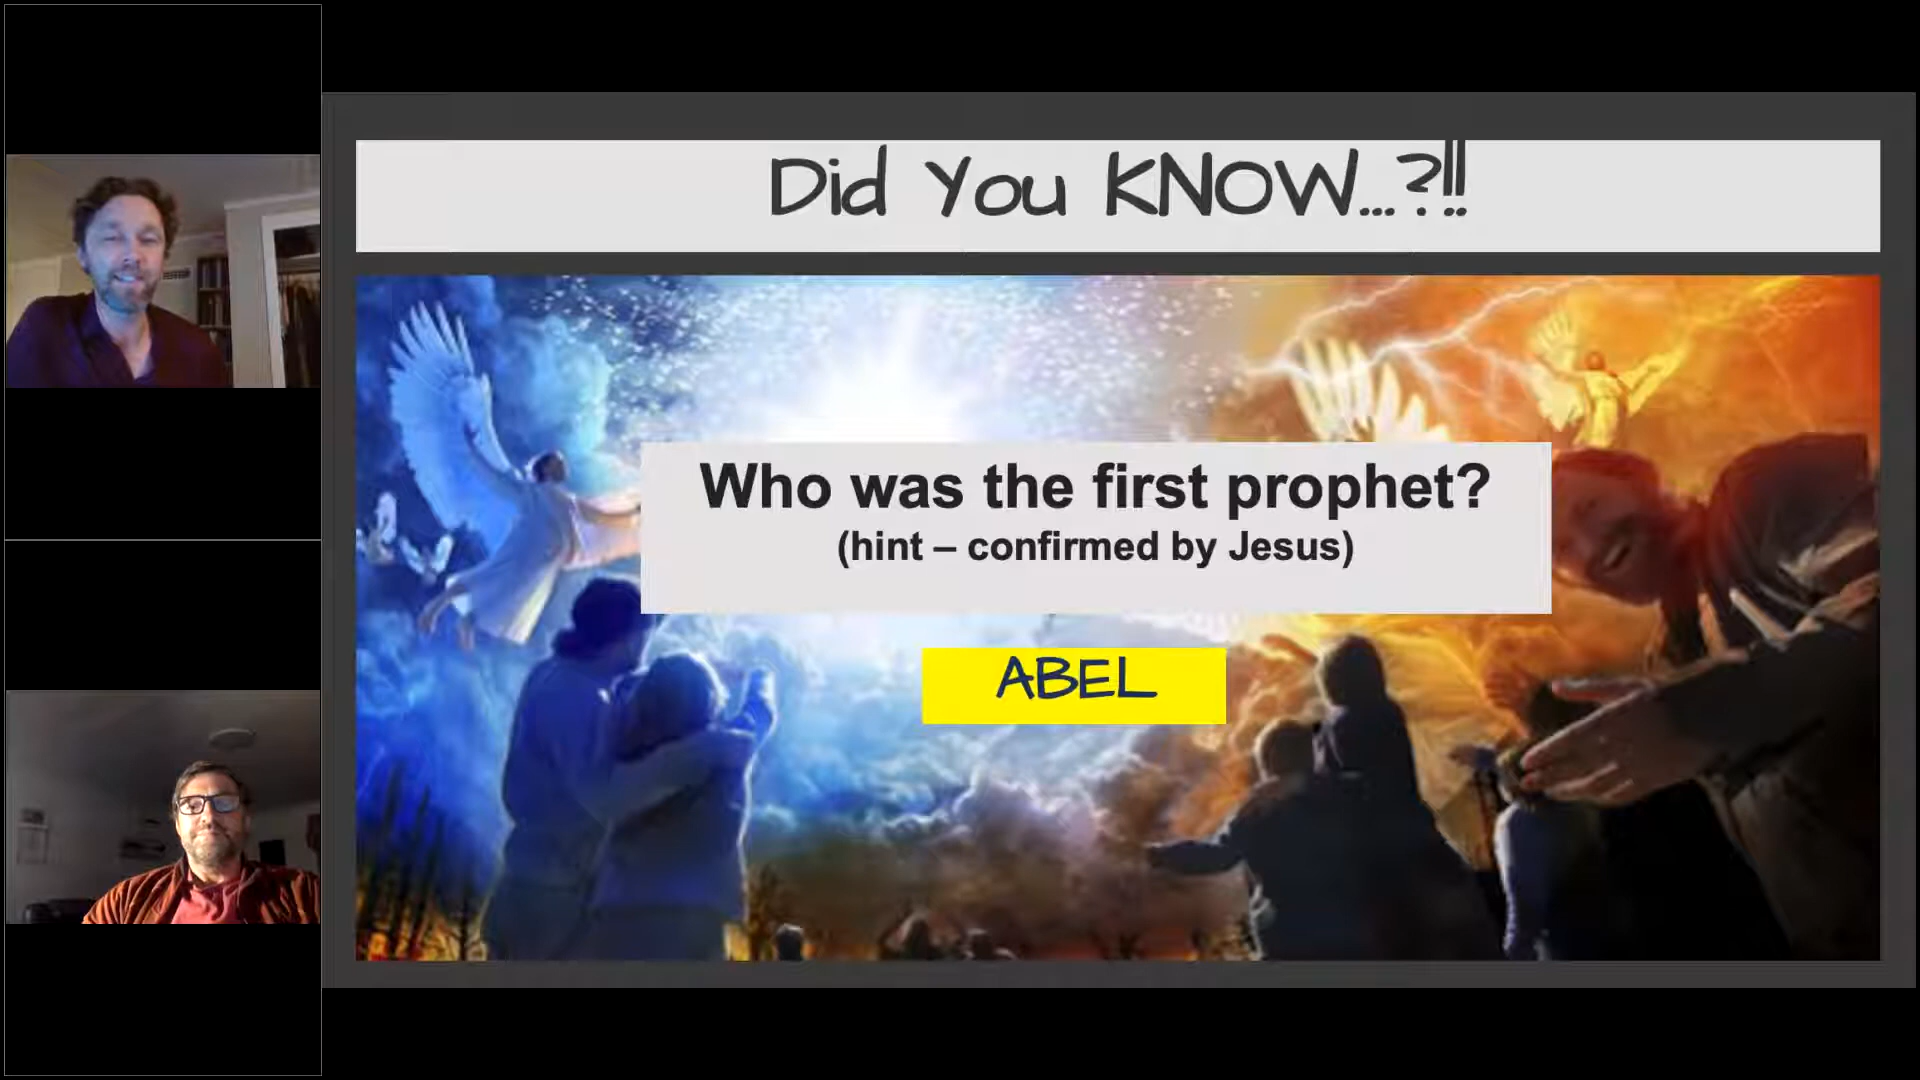 Did You KNOW...?!!
Who was the first prophet?
(hint – confirmed by Jesus)
ABEL